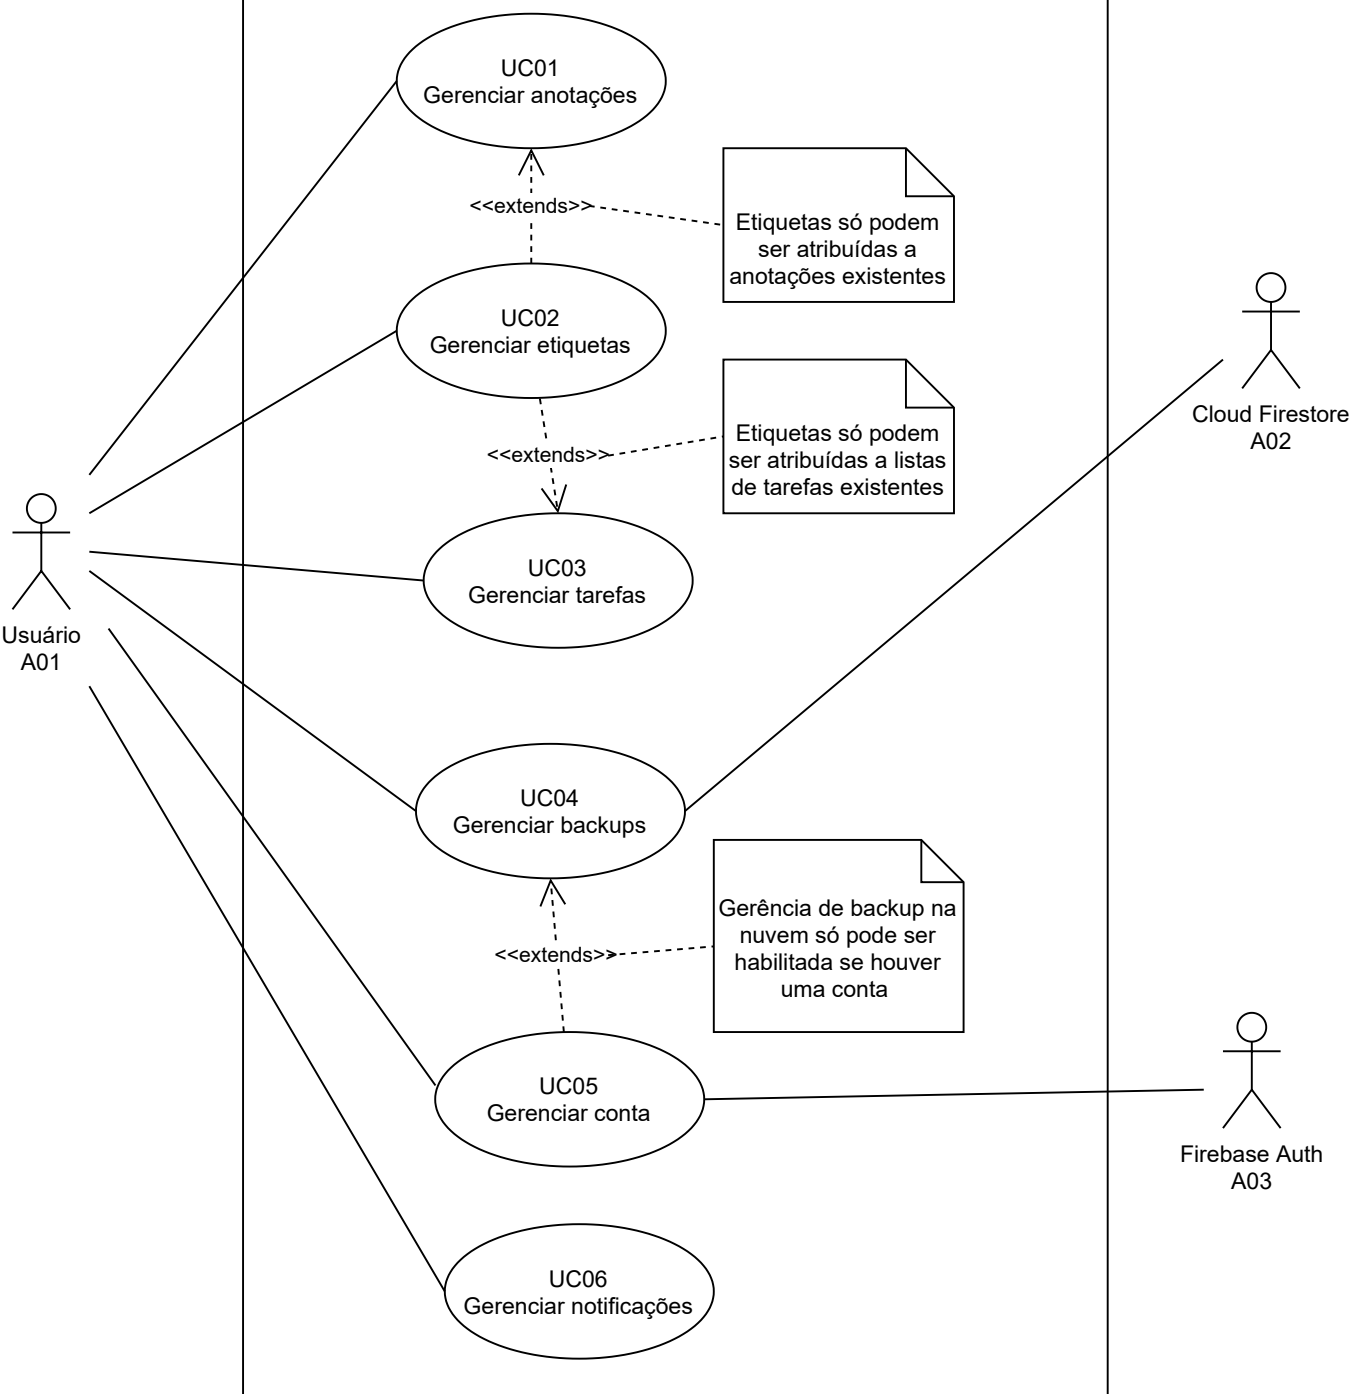 UC01
Gerenciar anotações
<<extends>>
Etiquetas só podem
ser atribuídas a
anotações existentes
UC02
Gerenciar etiquetas
Cloud Firestore
A02
<<extends>>
Etiquetas só podem
ser atribuídas a listas
de tarefas existentes
UC03
Gerenciar tarefas
Usuário
A01
UC04
Gerenciar backups
<<extends>>
Gerência de backup na
nuvem só pode ser
habilitada se houver
uma conta
UC05
Gerenciar conta
Firebase Auth
A03
UC06
Gerenciar notificações